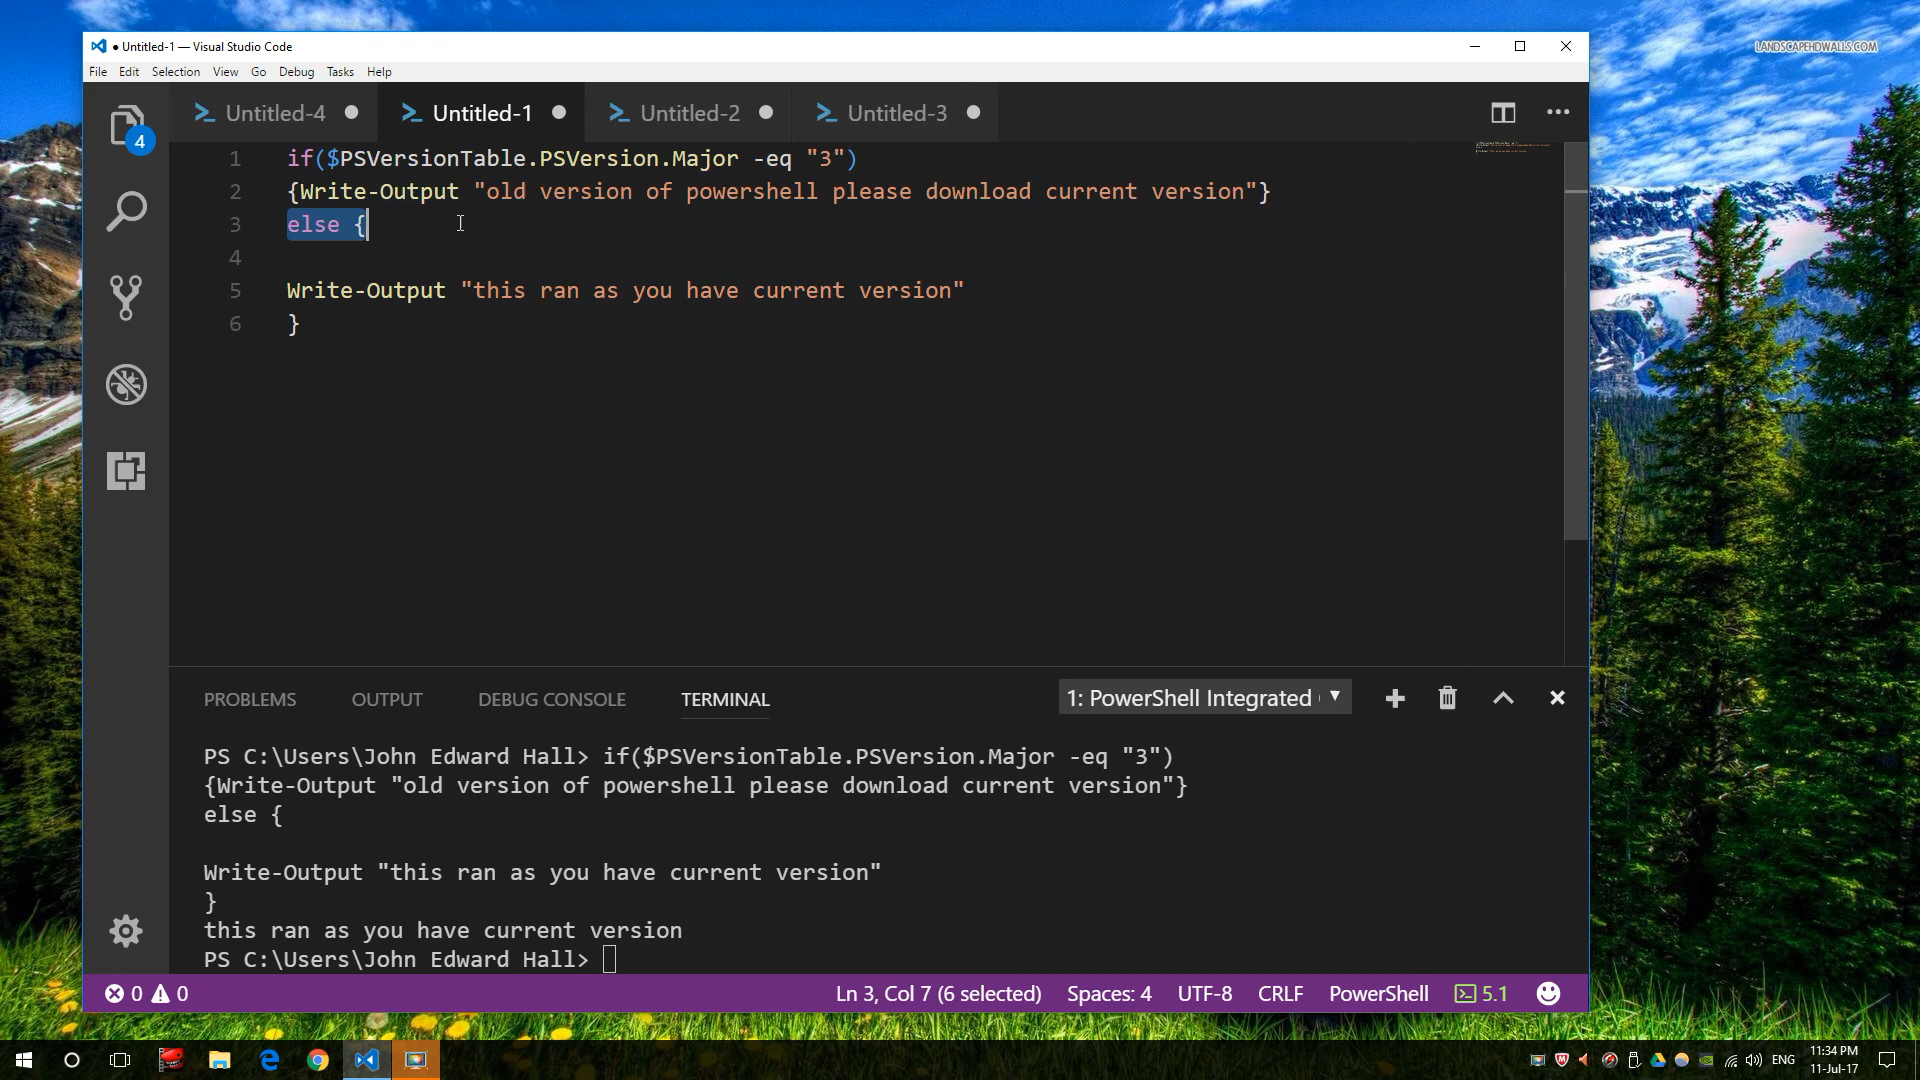 LANDSCAPEHDWALLS.COM
● Untitled-1 — Visual Studio Code
File Edit Selection View Go Debug Tasks Help
4
Untitled-4 ● Untitled-1 ● Untitled-2 ● Untitled-3 ●
1 if($PSVersionTable.PSVersion.Major -eq "3")
2 {Write-Output "old version of powershell please download current version"}
3 else {
4
5 Write-Output "this ran as you have current version"
6 }
PROBLEMS OUTPUT DEBUG CONSOLE TERMINAL 1: PowerShell Integrated
PS C:\Users\John Edward Hall> if($PSVersionTable.PSVersion.Major -eq "3")
{Write-Output "old version of powershell please download current version"}
else {
Write-Output "this ran as you have current version"
}
this ran as you have current version
PS C:\Users\John Edward Hall>
0 0 Ln 3, Col 7 (6 selected) Spaces: 4 UTF-8 CRLF PowerShell 5.1
ENG 11:34 PM
11-Jul-17